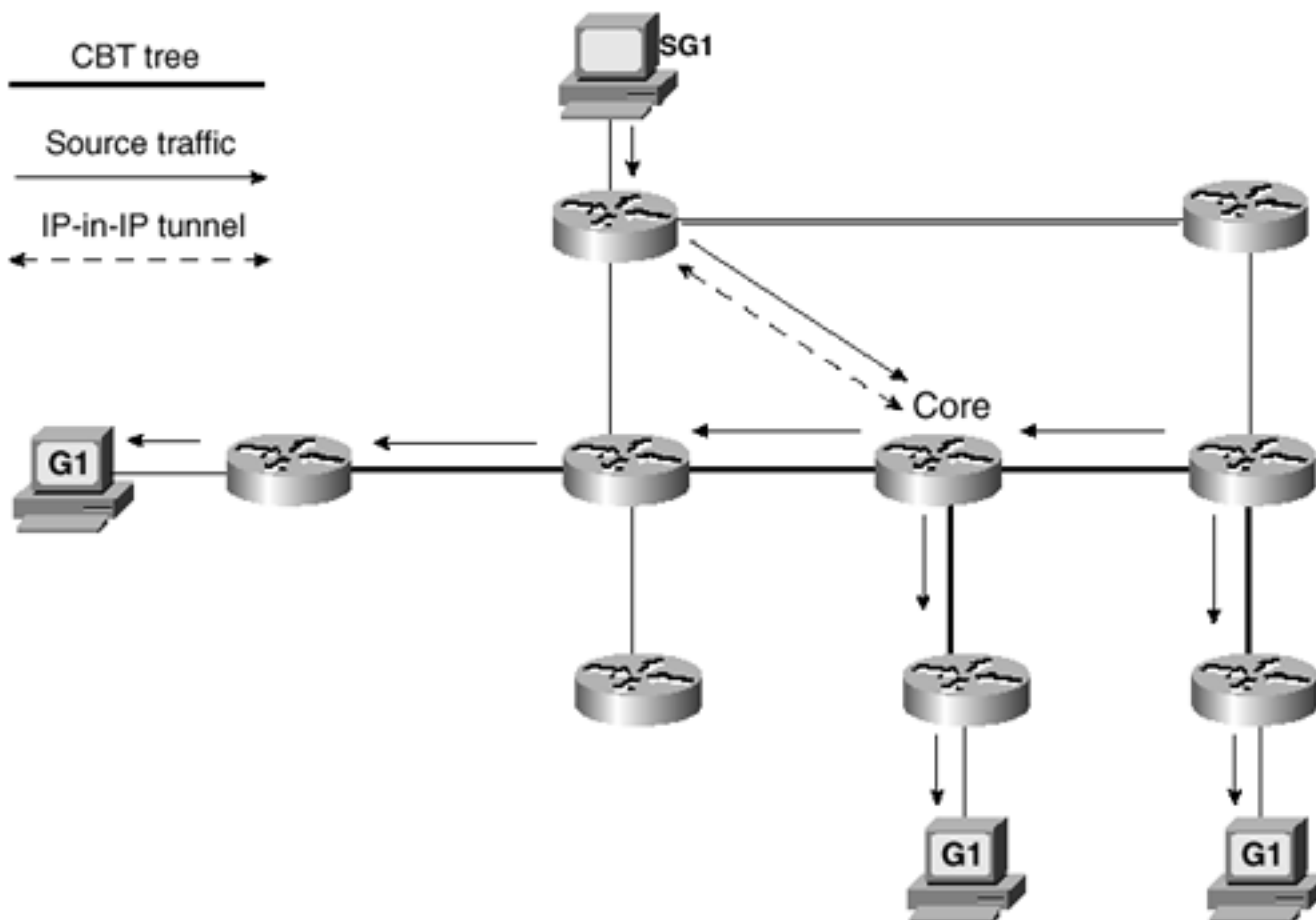 CBT tree
SG1
Source traffic
IP-in-IP tunnel
Core
G1
G1
G1